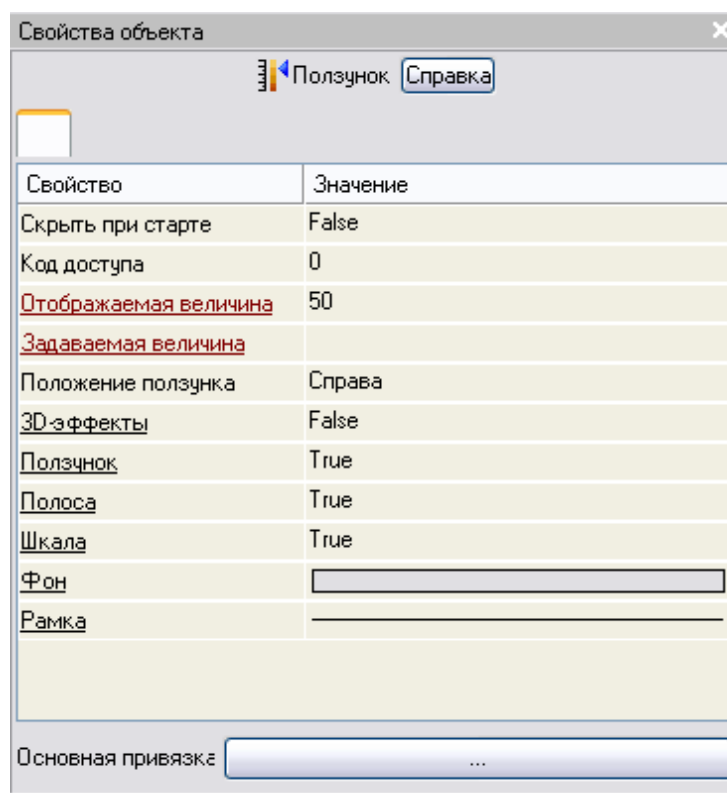 Свойства объекта
Ползунок Справка
Свойство Значение
Скрыть при старте False
Код доступа 0
Отображаемая величина 50
Задаваемая величина
Положение ползунка Справа
3D-эффекты False
Ползунок True
Полоса True
Шкала True
Фон
Рамка
Основная привязка ...